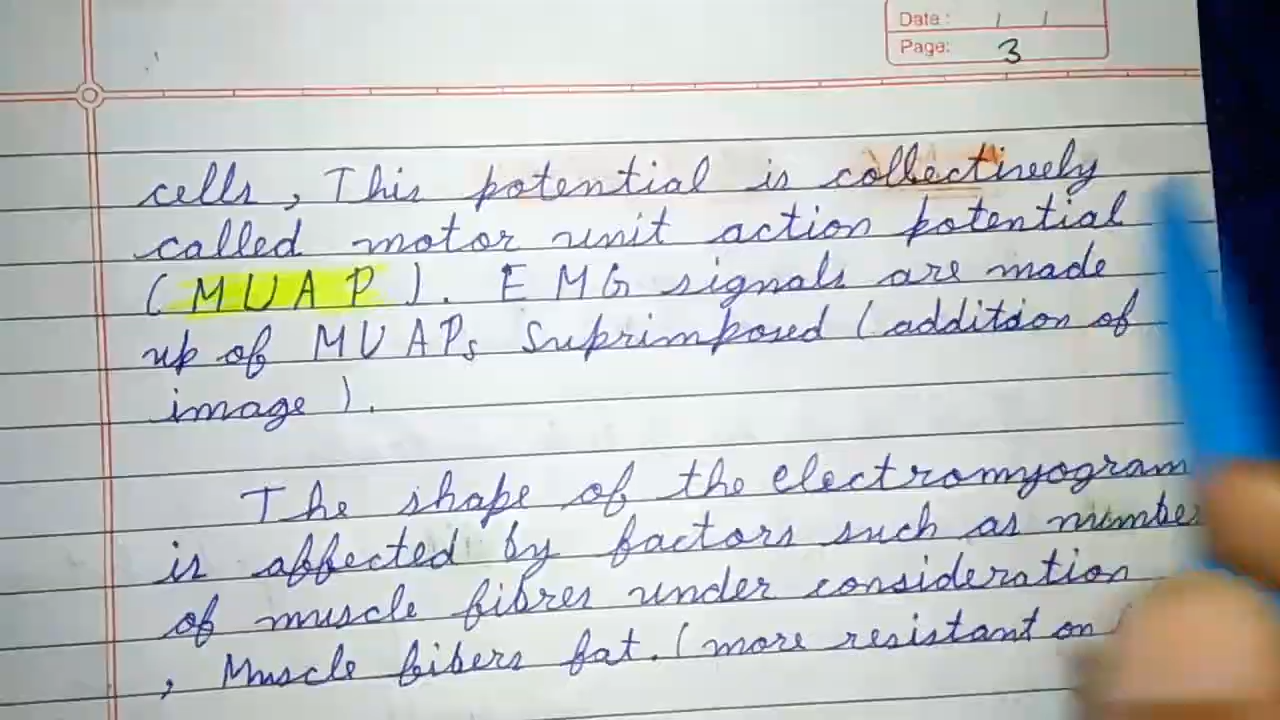 Date : / /
Page: 3
cells, This potential is collectively
called motor unit action potential
(MUAP). EMG signals are made
up of MUAPs Suprimposed (addition of
image).
The shape of the electromyogram
is affected by factors such as number
of muscle fibres under consideration
, Muscle fibers fat. (more resistant on